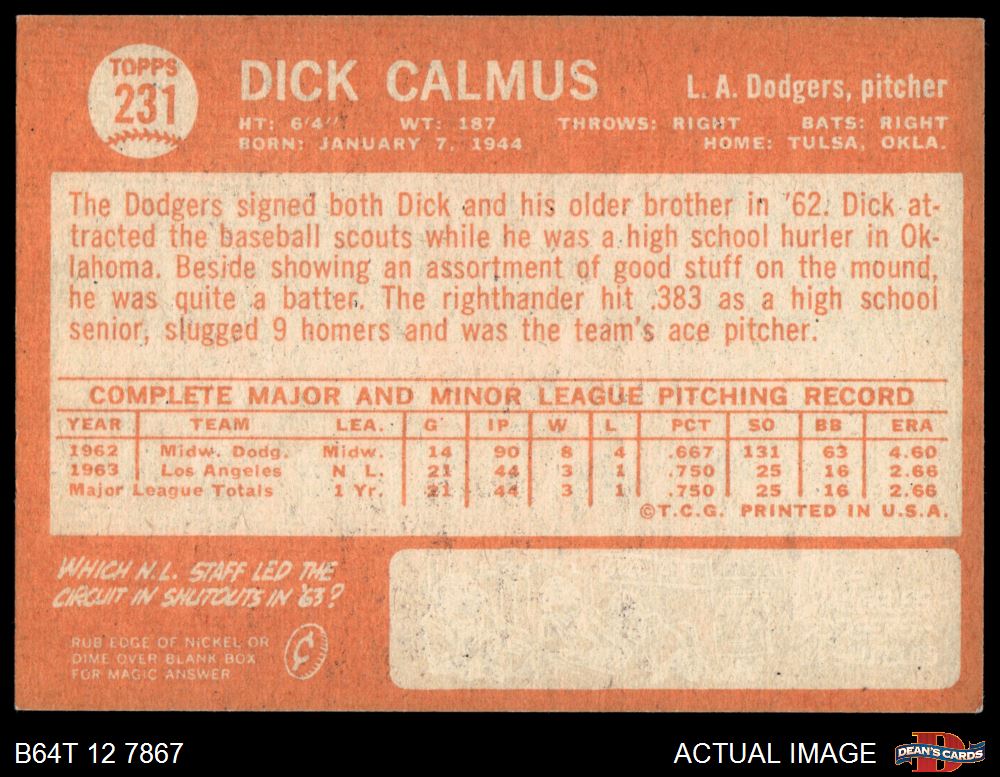 TOPPS
231
DICK CALMUS
L. A. Dodgers, pitcher
HT: 6'4" WT: 187 THROWS: RIGHT BATS: RIGHT
BORN: JANUARY 7, 1944 HOME: TULSA, OKLA.
The Dodgers signed both Dick and his older brother in '62. Dick at-
tracted the baseball scouts while he was a high school hurler in Ok-
lahoma. Beside showing an assortment of good stuff on the mound,
he was quite a batter. The righthander hit .383 as a high school
senior, slugged 9 homers and was the team's ace pitcher.
COMPLETE MAJOR AND MINOR LEAGUE PITCHING RECORD
YEAR TEAM LEA. G IP W L PCT SO BB ERA
1962 Midw. Dodg. Midw. 14 90 8 4 .667 131 63 4.60
1963 Los Angeles N L. 21 44 3 1 .750 25 16 2.66
Major League Totals 1 Yr. 21 44 3 1 .750 25 16 2.66
©T.C.G. PRINTED IN U.S.A.
WHICH N.L. STAFF LED THE
CIRCUIT IN SHUTOUTS IN '63?
RUB EDGE OF NICKEL OR
DIME OVER BLANK BOX
FOR MAGIC ANSWER
B64T 12 7867
ACTUAL IMAGE
DEAN'S CARDS